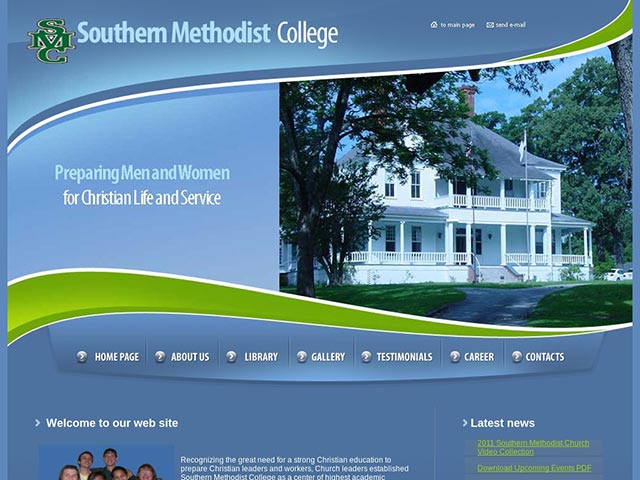 SMC
Southern Methodist College
to main page
send e-mail
Preparing Men and Women
for Christian Life and Service
HOME PAGE
ABOUT US
LIBRARY
GALLERY
TESTIMONIALS
CAREER
CONTACTS
Welcome to our web site
Recognizing the great need for a strong Christian education to
prepare Christian leaders and workers, Church leaders established
Southern Methodist College as a center of highest academic
Latest news
2011 Southern Methodist Church
Video Collection
Download Upcoming Events PDF